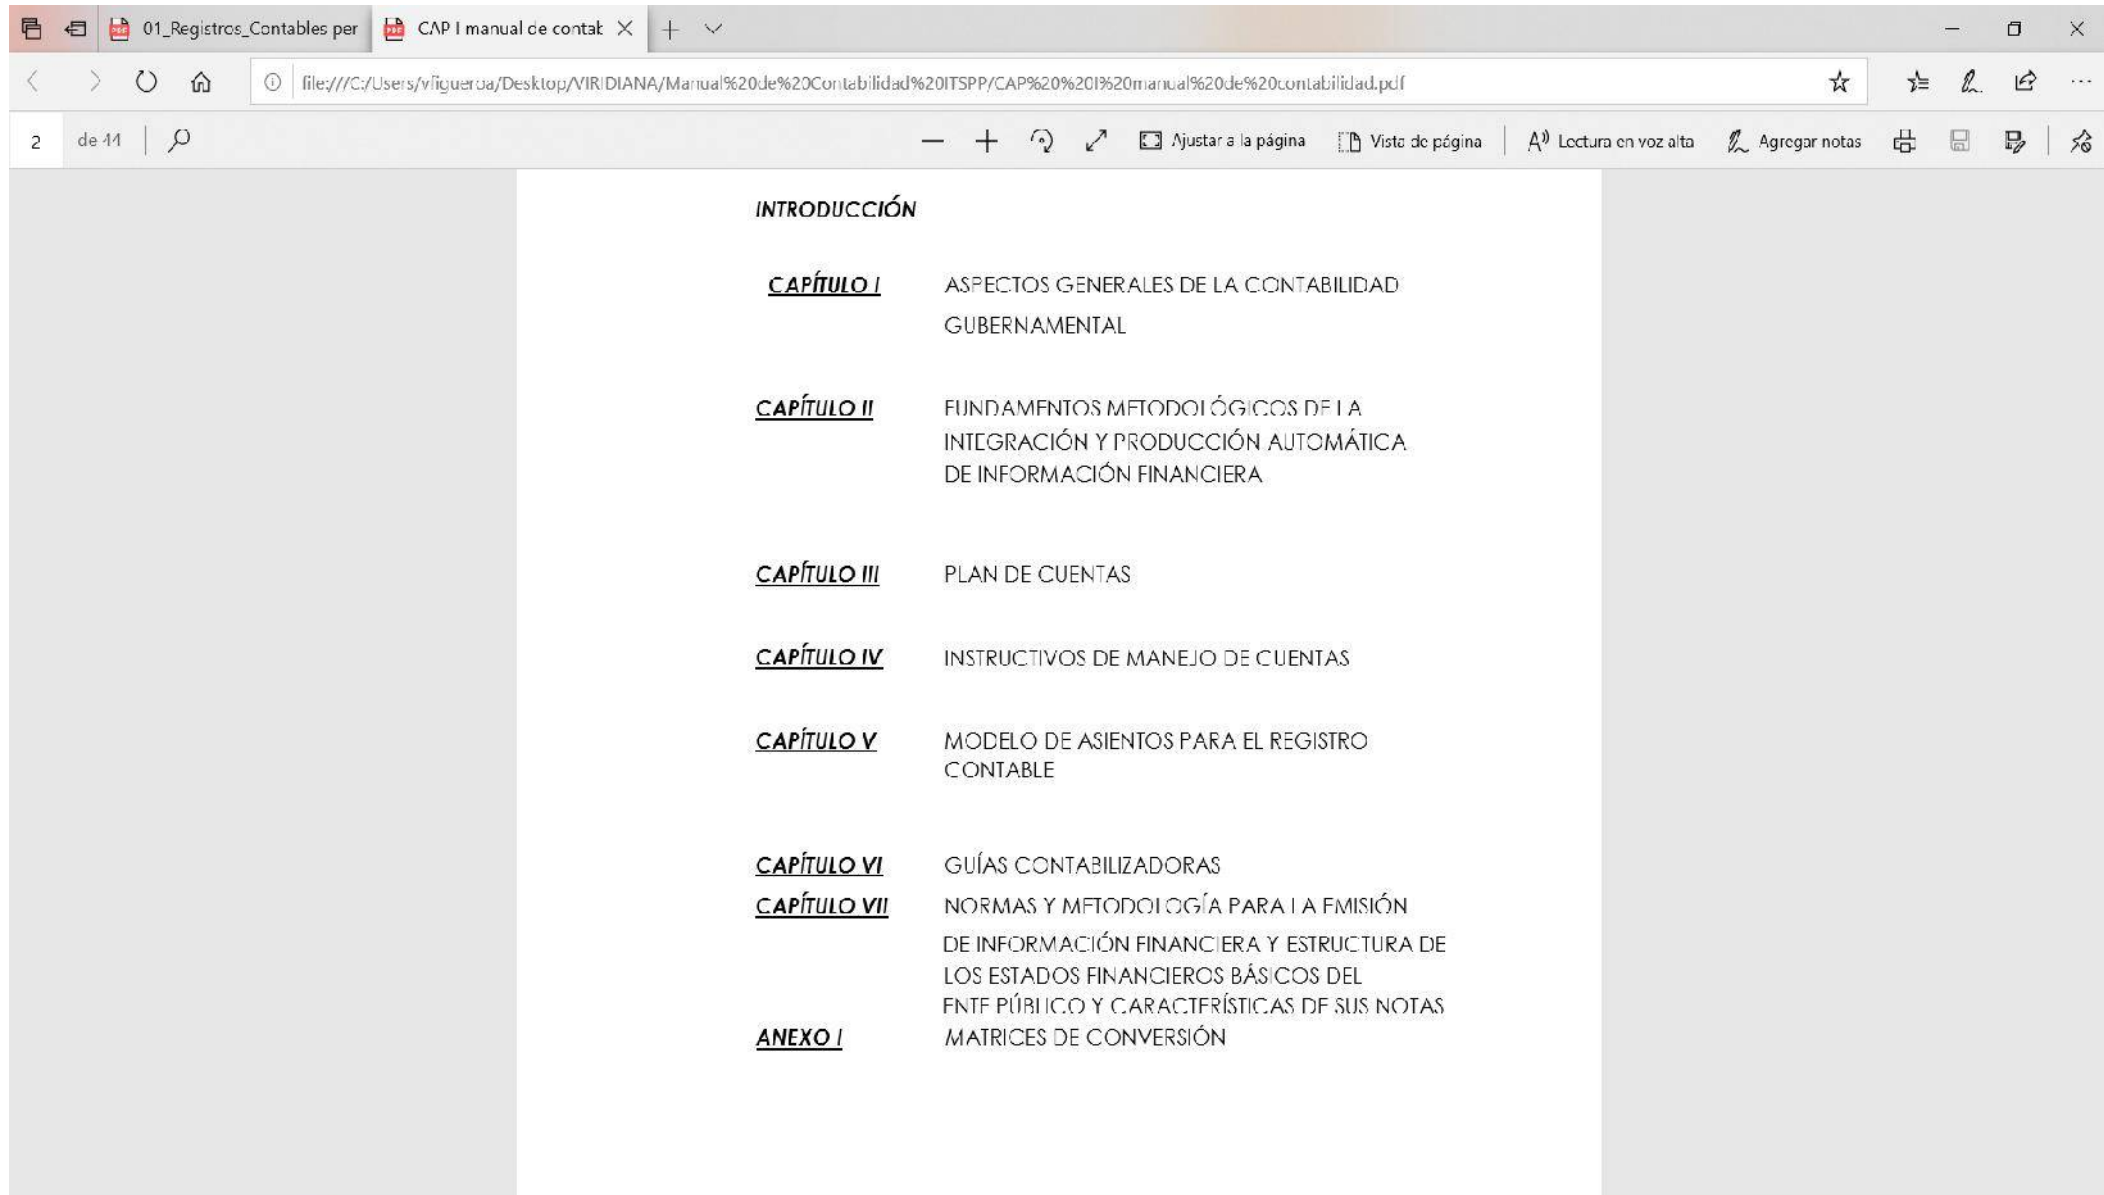 01_Registros_Contables per
CAP I manual de contak
file:///C:/Users/vfigueroa/Desktop/VIRIDIANA/Manual%20de%20Contabilidad%20ITSPP/CAP%20%20I%20manual%20de%20contabilidad.pdf
2 de 44
Ajustar a la página
Vista de página
Lectura en voz alta
Agregar notas
INTRODUCCIÓN
CAPÍTULO I ASPECTOS GENERALES DE LA CONTABILIDAD
GUBERNAMENTAL
CAPÍTULO II FUNDAMENTOS METODOLÓGICOS DE LA
INTEGRACIÓN Y PRODUCCIÓN AUTOMÁTICA
DE INFORMACIÓN FINANCIERA
CAPÍTULO III PLAN DE CUENTAS
CAPÍTULO IV INSTRUCTIVOS DE MANEJO DE CUENTAS
CAPÍTULO V MODELO DE ASIENTOS PARA EL REGISTRO
CONTABLE
CAPÍTULO VI GUÍAS CONTABILIZADORAS
CAPÍTULO VII NORMAS Y METODOLOGÍA PARA LA EMISIÓN
DE INFORMACIÓN FINANCIERA Y ESTRUCTURA DE
LOS ESTADOS FINANCIEROS BÁSICOS DEL
ENTE PÚBLICO Y CARACTERÍSTICAS DE SUS NOTAS
ANEXO I MATRICES DE CONVERSIÓN